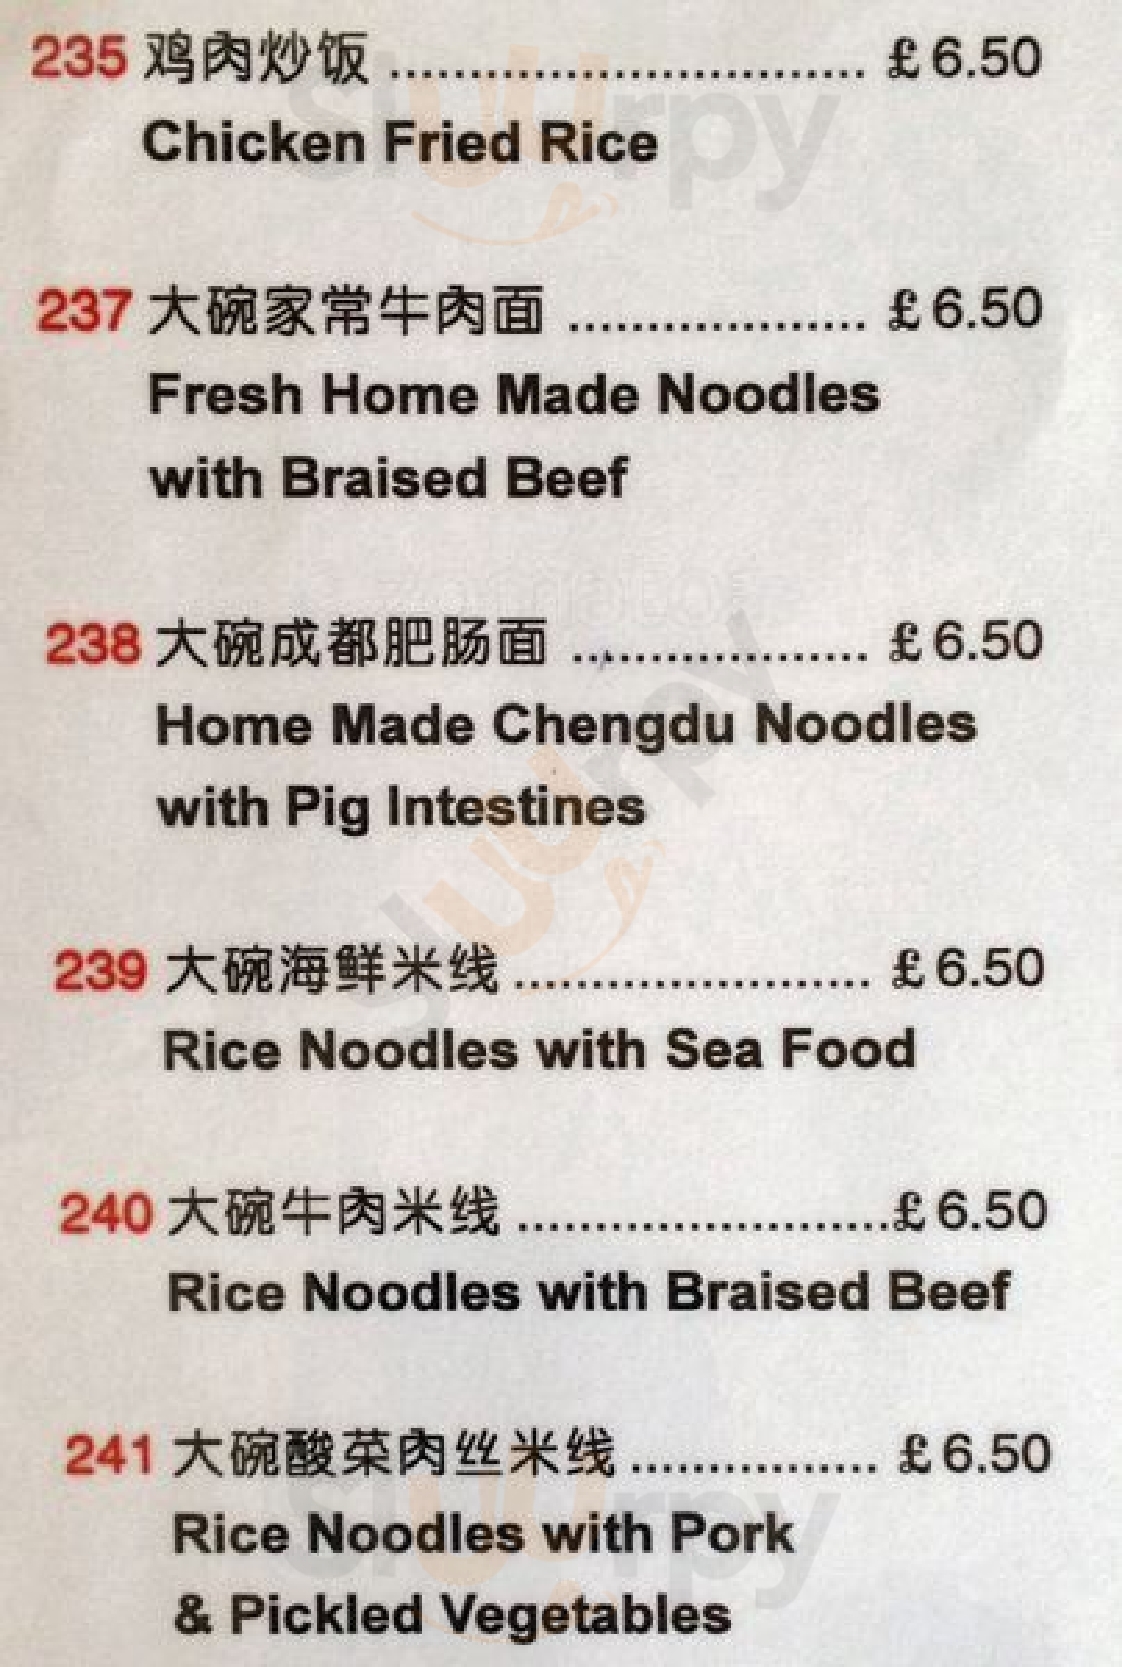 235 鸡肉炒饭 .............................. £ 6.50
Chicken Fried Rice
237 大碗家常牛肉面 ................... £ 6.50
Fresh Home Made Noodles
with Braised Beef
238 大碗成都肥肠面 ................... £ 6.50
Home Made Chengdu Noodles
with Pig Intestines
239 大碗海鲜米线 ....................... £ 6.50
Rice Noodles with Sea Food
240 大碗牛肉米线 ........................£ 6.50
Rice Noodles with Braised Beef
241 大碗酸菜肉丝米线 ................ £ 6.50
Rice Noodles with Pork
& Pickled Vegetables
sluurpy
sluurpy
sluurpy